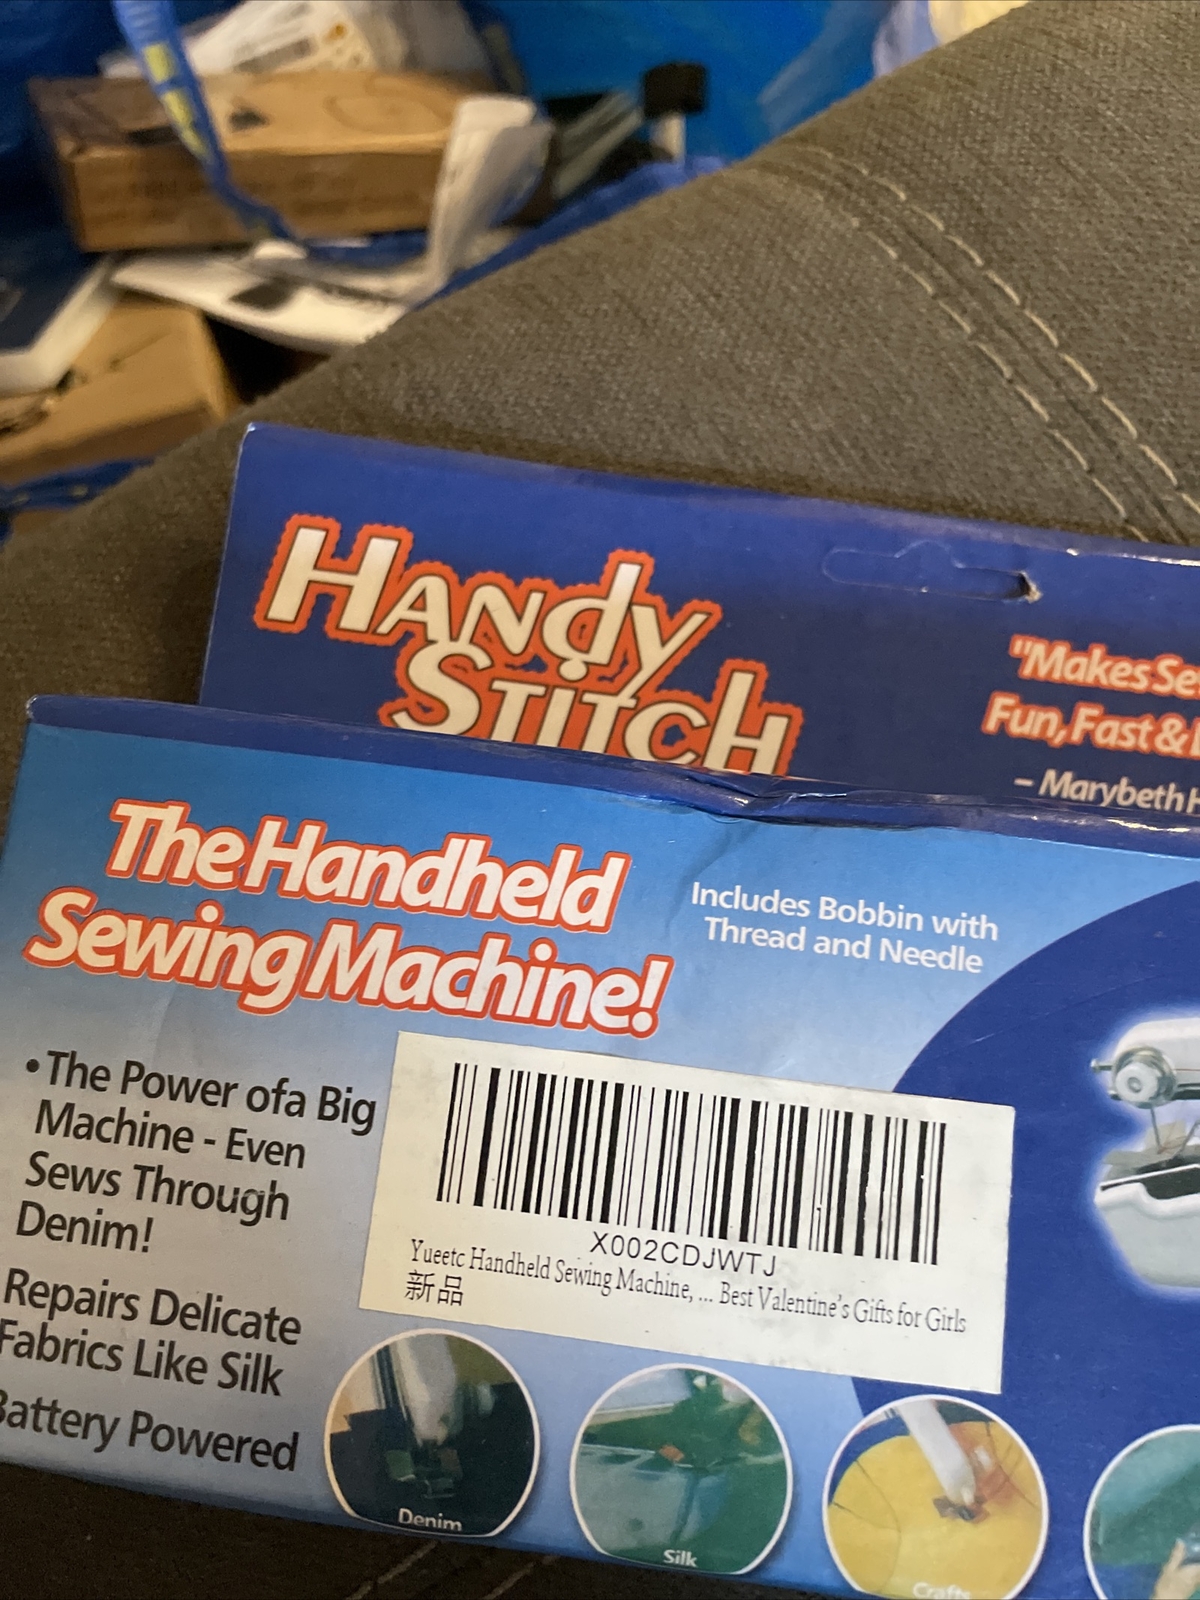 HANdy
STITCH
"Makes Se
Fun, Fast &
– Marybeth H
The Handheld
Sewing Machine!
Includes Bobbin with
Thread and Needle
• The Power ofa Big
Machine - Even
Sews Through
Denim!
Repairs Delicate
Fabrics Like Silk
Battery Powered
X002CDJWTJ
Yueetc Handheld Sewing Machine, ... Best Valentine's Gifts for Girls
新品
Denim
Silk
Crafts